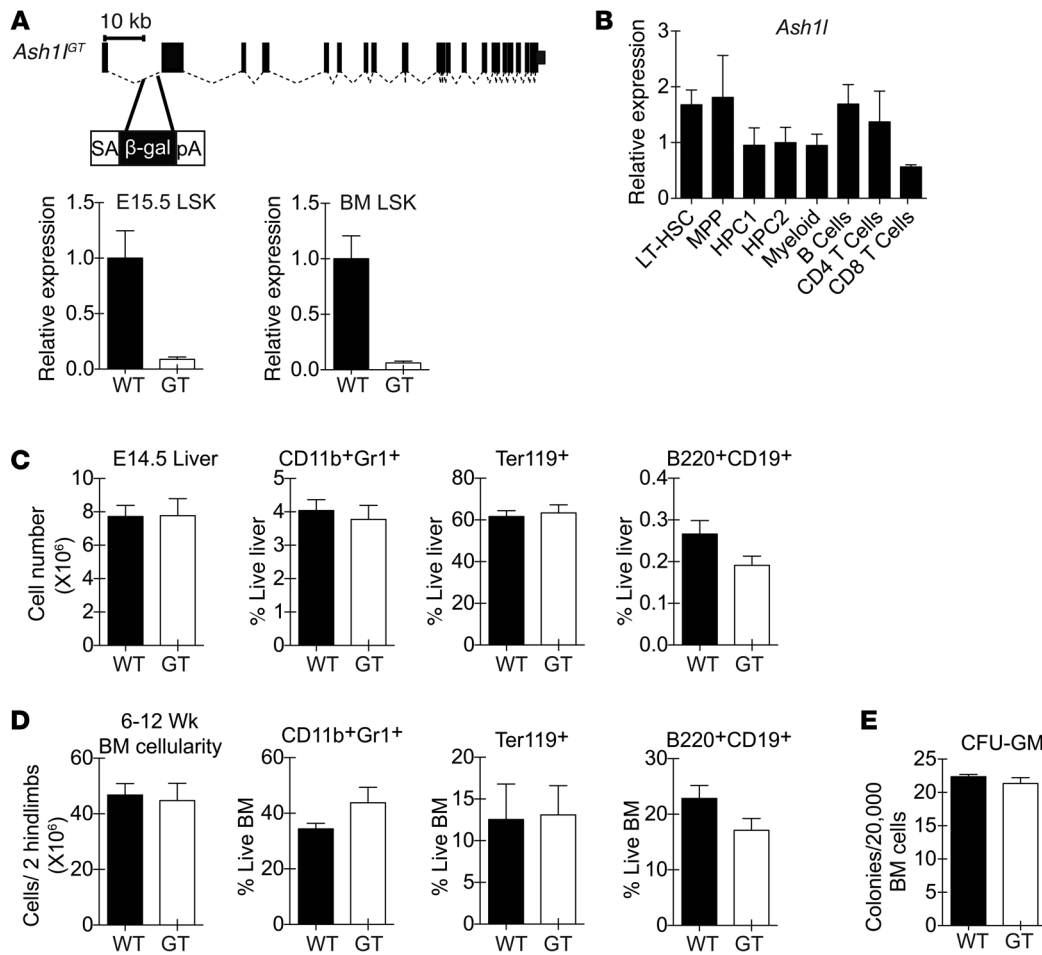 A
10 kb
Ash1l^GT
SA β-gal pA
E15.5 LSK
Relative expression
1.5
1.0
0.5
0.0
WT GT
BM LSK
Relative expression
1.5
1.0
0.5
0.0
WT GT
B
Ash1l
Relative expression
3
2
1
0
LT-HSC
MPP
HPC1
HPC2
Myeloid
B Cells
CD4 T Cells
CD8 T Cells
C
E14.5 Liver
Cell number
(X10⁶)
10
8
6
4
2
0
WT GT
CD11b⁺Gr1⁺
% Live liver
5
4
3
2
1
0
WT GT
Ter119⁺
% Live liver
80
60
40
20
0
WT GT
B220⁺CD19⁺
% Live liver
0.4
0.3
0.2
0.1
0.0
WT GT
D
6-12 Wk
BM cellularity
Cells/ 2 hindlimbs
(X10⁶)
60
40
20
0
WT GT
CD11b⁺Gr1⁺
% Live BM
60
40
20
0
WT GT
Ter119⁺
% Live BM
20
15
10
5
0
WT GT
B220⁺CD19⁺
% Live BM
30
20
10
0
WT GT
E
CFU-GM
Colonies/20,000
BM cells
25
20
15
10
5
0
WT GT